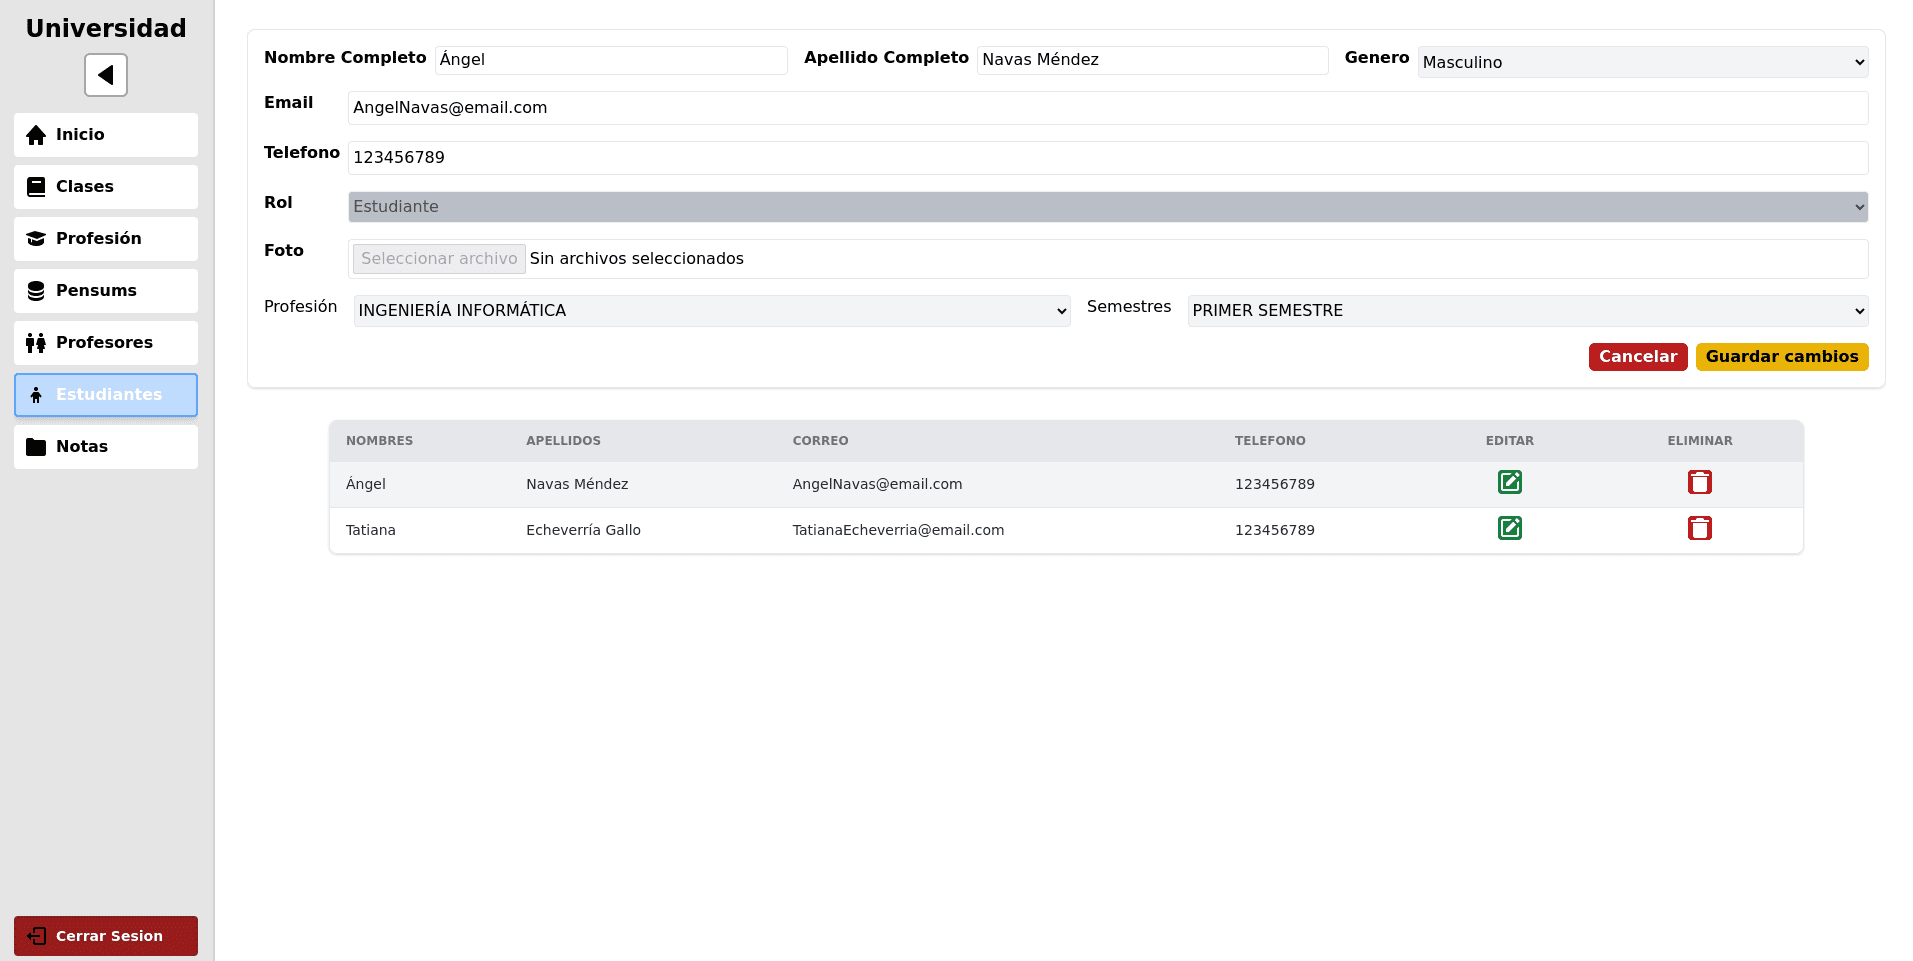 Universidad
Inicio
Clases
Profesión
Pensums
Profesores
Estudiantes
Notas
Cerrar Sesion
Nombre Completo Ángel Apellido Completo Navas Méndez Genero Masculino
Email AngelNavas@email.com
Telefono 123456789
Rol Estudiante
Foto Seleccionar archivo Sin archivos seleccionados
Profesión INGENIERÍA INFORMÁTICA Semestres PRIMER SEMESTRE
Cancelar Guardar cambios
NOMBRES APELLIDOS CORREO TELEFONO EDITAR ELIMINAR
Ángel Navas Méndez AngelNavas@email.com 123456789
Tatiana Echeverría Gallo TatianaEcheverria@email.com 123456789